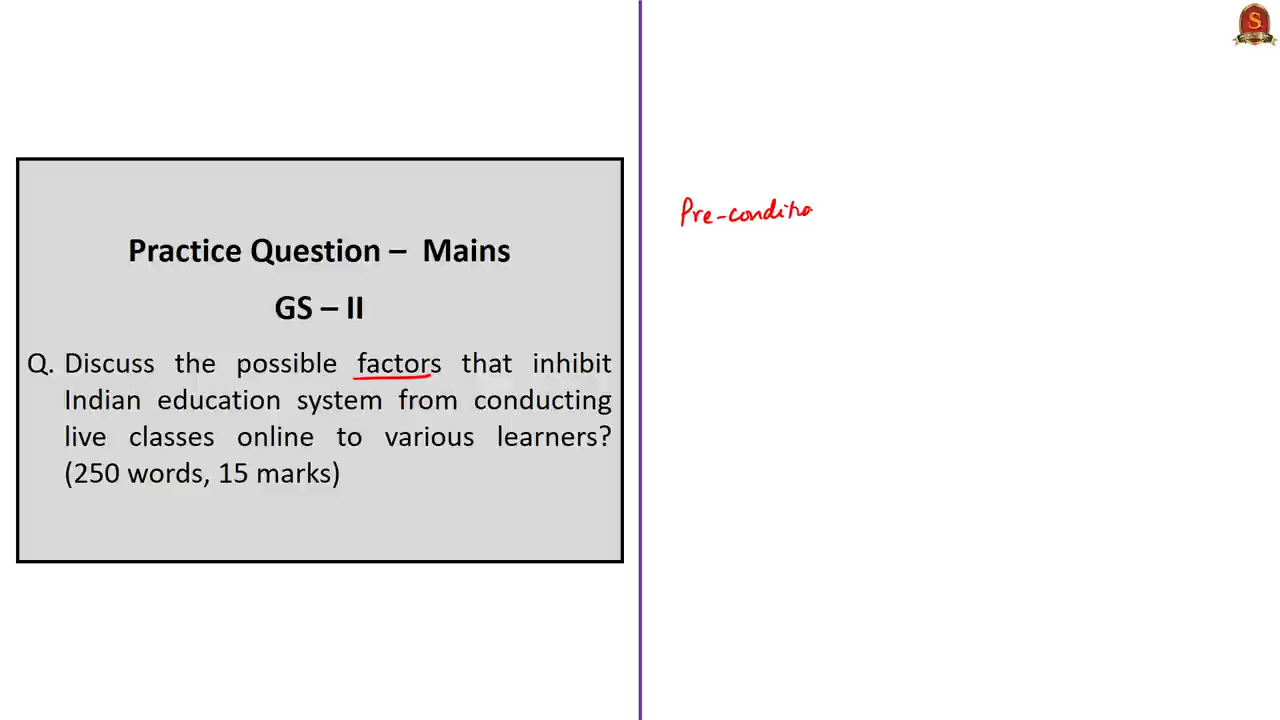 Practice Question – Mains
GS – II
Q. Discuss the possible factors that inhibit
Indian education system from conducting
live classes online to various learners?
(250 words, 15 marks)
Pre-conditio
S